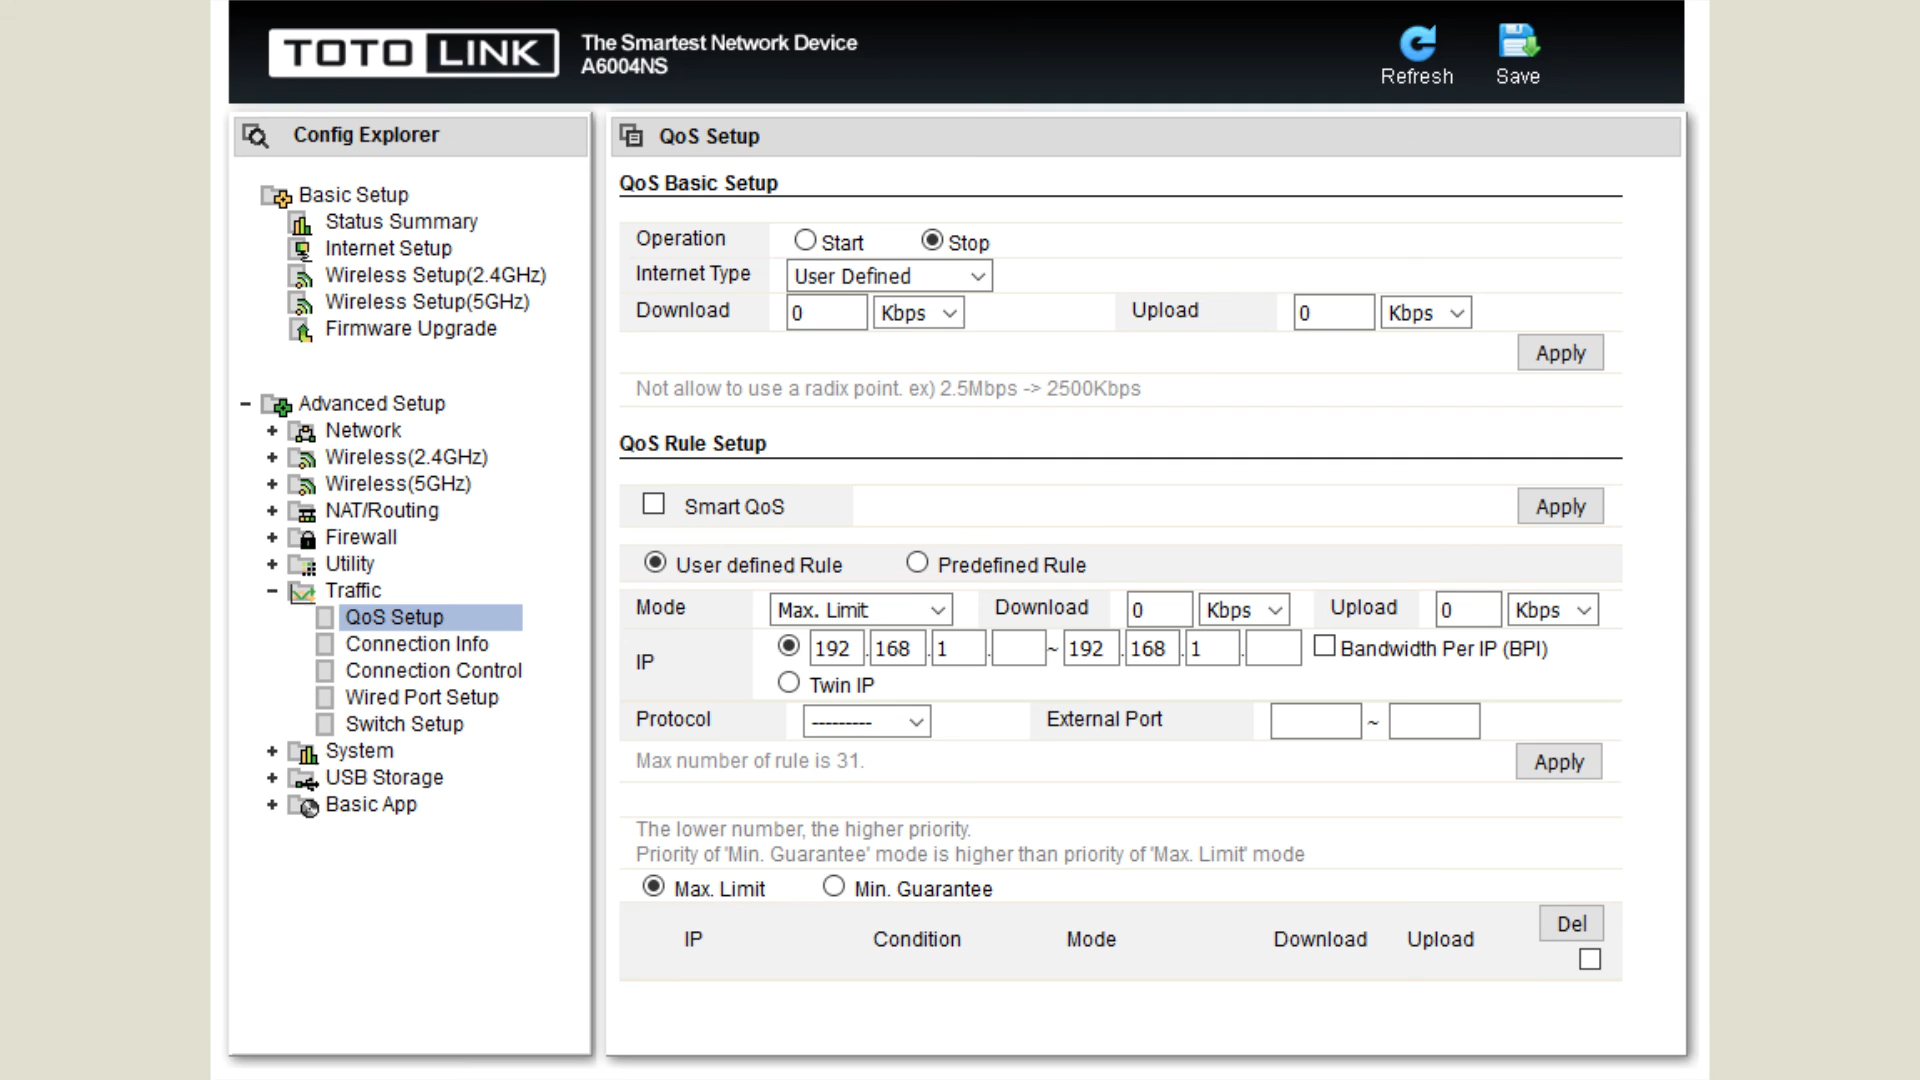 TOTO LINK
The Smartest Network Device
A6004NS
Refresh
Save
Config Explorer
Basic Setup
Status Summary
Internet Setup
Wireless Setup(2.4GHz)
Wireless Setup(5GHz)
Firmware Upgrade
Advanced Setup
Network
Wireless(2.4GHz)
Wireless(5GHz)
NAT/Routing
Firewall
Utility
Traffic
QoS Setup
Connection Info
Connection Control
Wired Port Setup
Switch Setup
System
USB Storage
Basic App
QoS Setup
QoS Basic Setup
Operation Start Stop
Internet Type User Defined
Download 0 Kbps Upload 0 Kbps
Apply
Not allow to use a radix point. ex) 2.5Mbps -> 2500Kbps
QoS Rule Setup
Smart QoS Apply
User defined Rule Predefined Rule
Mode Max. Limit Download 0 Kbps Upload 0 Kbps
IP 192 .168 .1 . ~ 192 .168 .1 . Bandwidth Per IP (BPI)
Twin IP
Protocol --------- External Port ~
Max number of rule is 31. Apply
The lower number, the higher priority.
Priority of 'Min. Guarantee' mode is higher than priority of 'Max. Limit' mode
Max. Limit Min. Guarantee
IP Condition Mode Download Upload Del